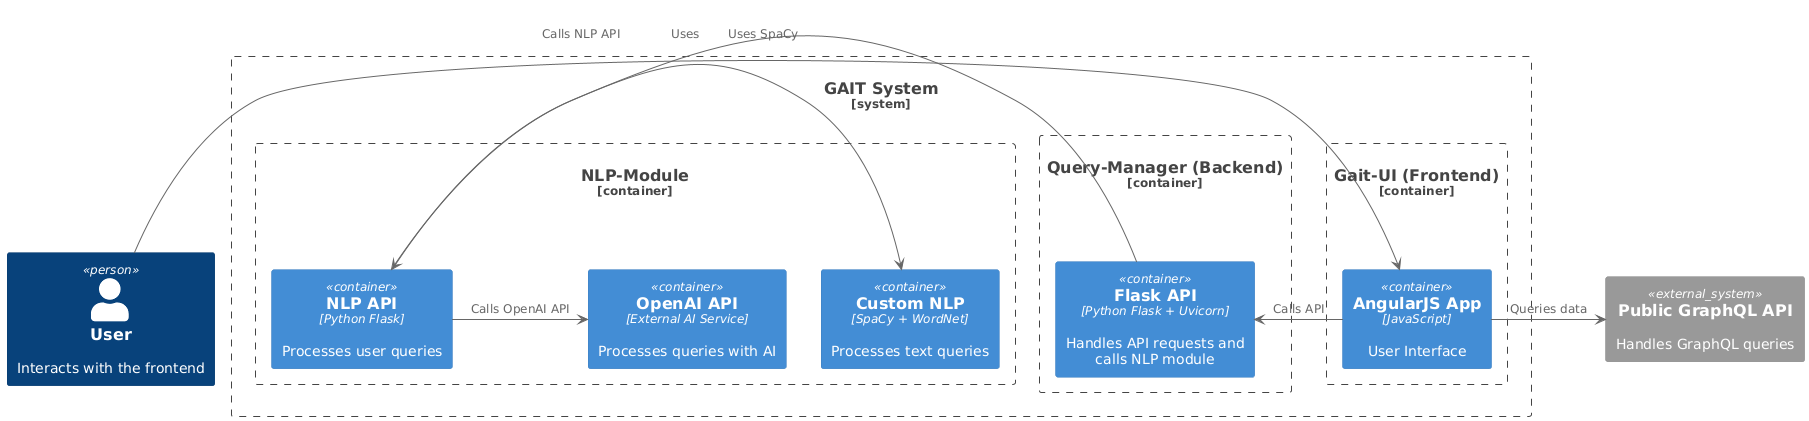 Calls NLP API
Uses
Uses SpaCy
GAIT System
[system]
NLP-Module
[container]
Query-Manager (Backend)
[container]
Gait-UI (Frontend)
[container]
«person»
User
Interacts with the frontend
«container»
NLP API
[Python Flask]
Processes user queries
Calls OpenAI API
«container»
OpenAI API
[External AI Service]
Processes queries with AI
«container»
Custom NLP
[SpaCy + WordNet]
Processes text queries
«container»
Flask API
[Python Flask + Uvicorn]
Handles API requests and
calls NLP module
Calls API
«container»
AngularJS App
[JavaScript]
User Interface
Queries data
«external_system»
Public GraphQL API
Handles GraphQL queries